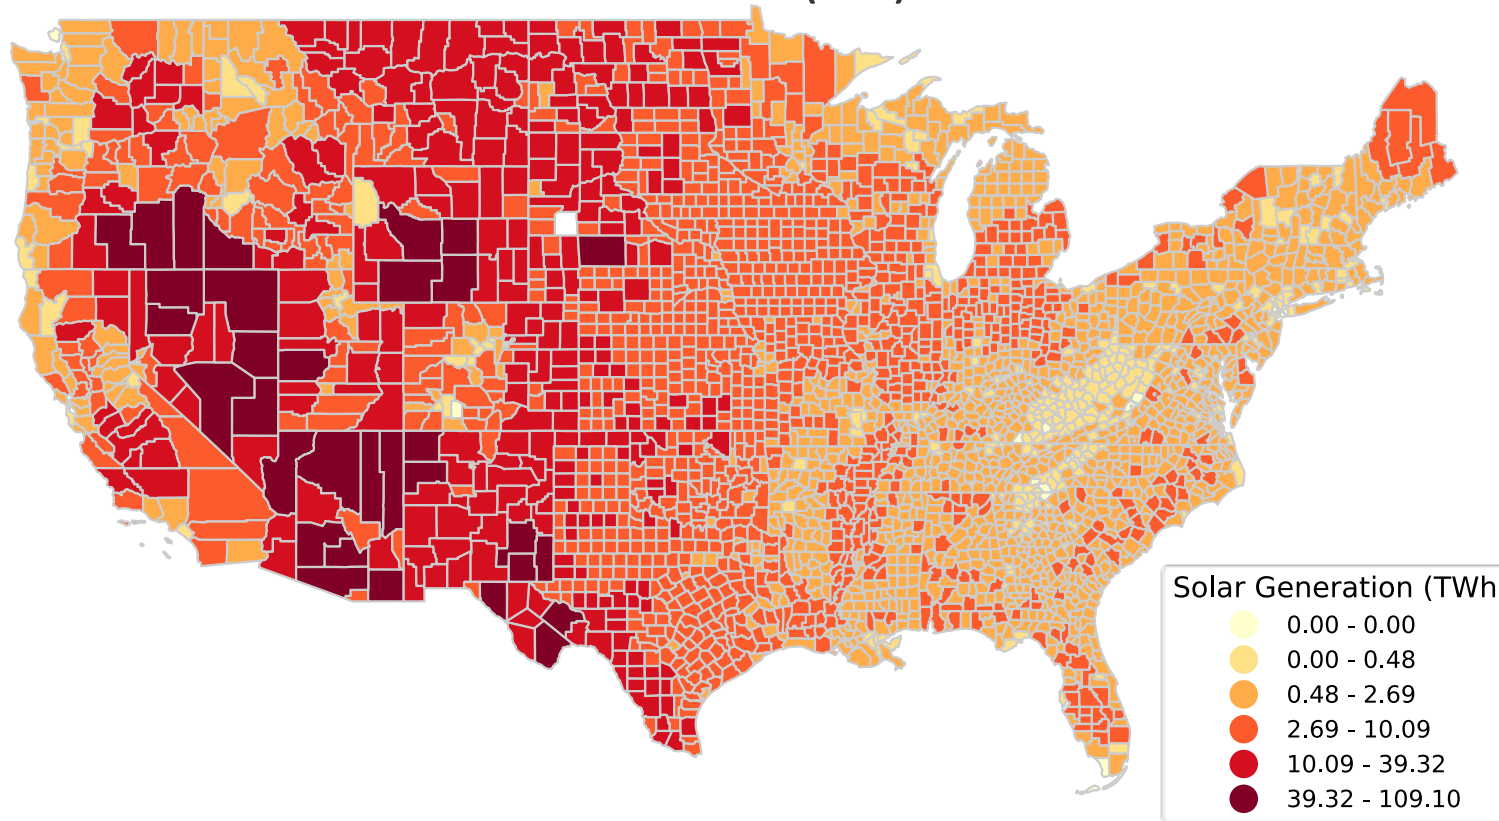 Solar Generation (TWh
0.00 - 0.00
0.00 - 0.48
0.48 - 2.69
2.69 - 10.09
10.09 - 39.32
39.32 - 109.10